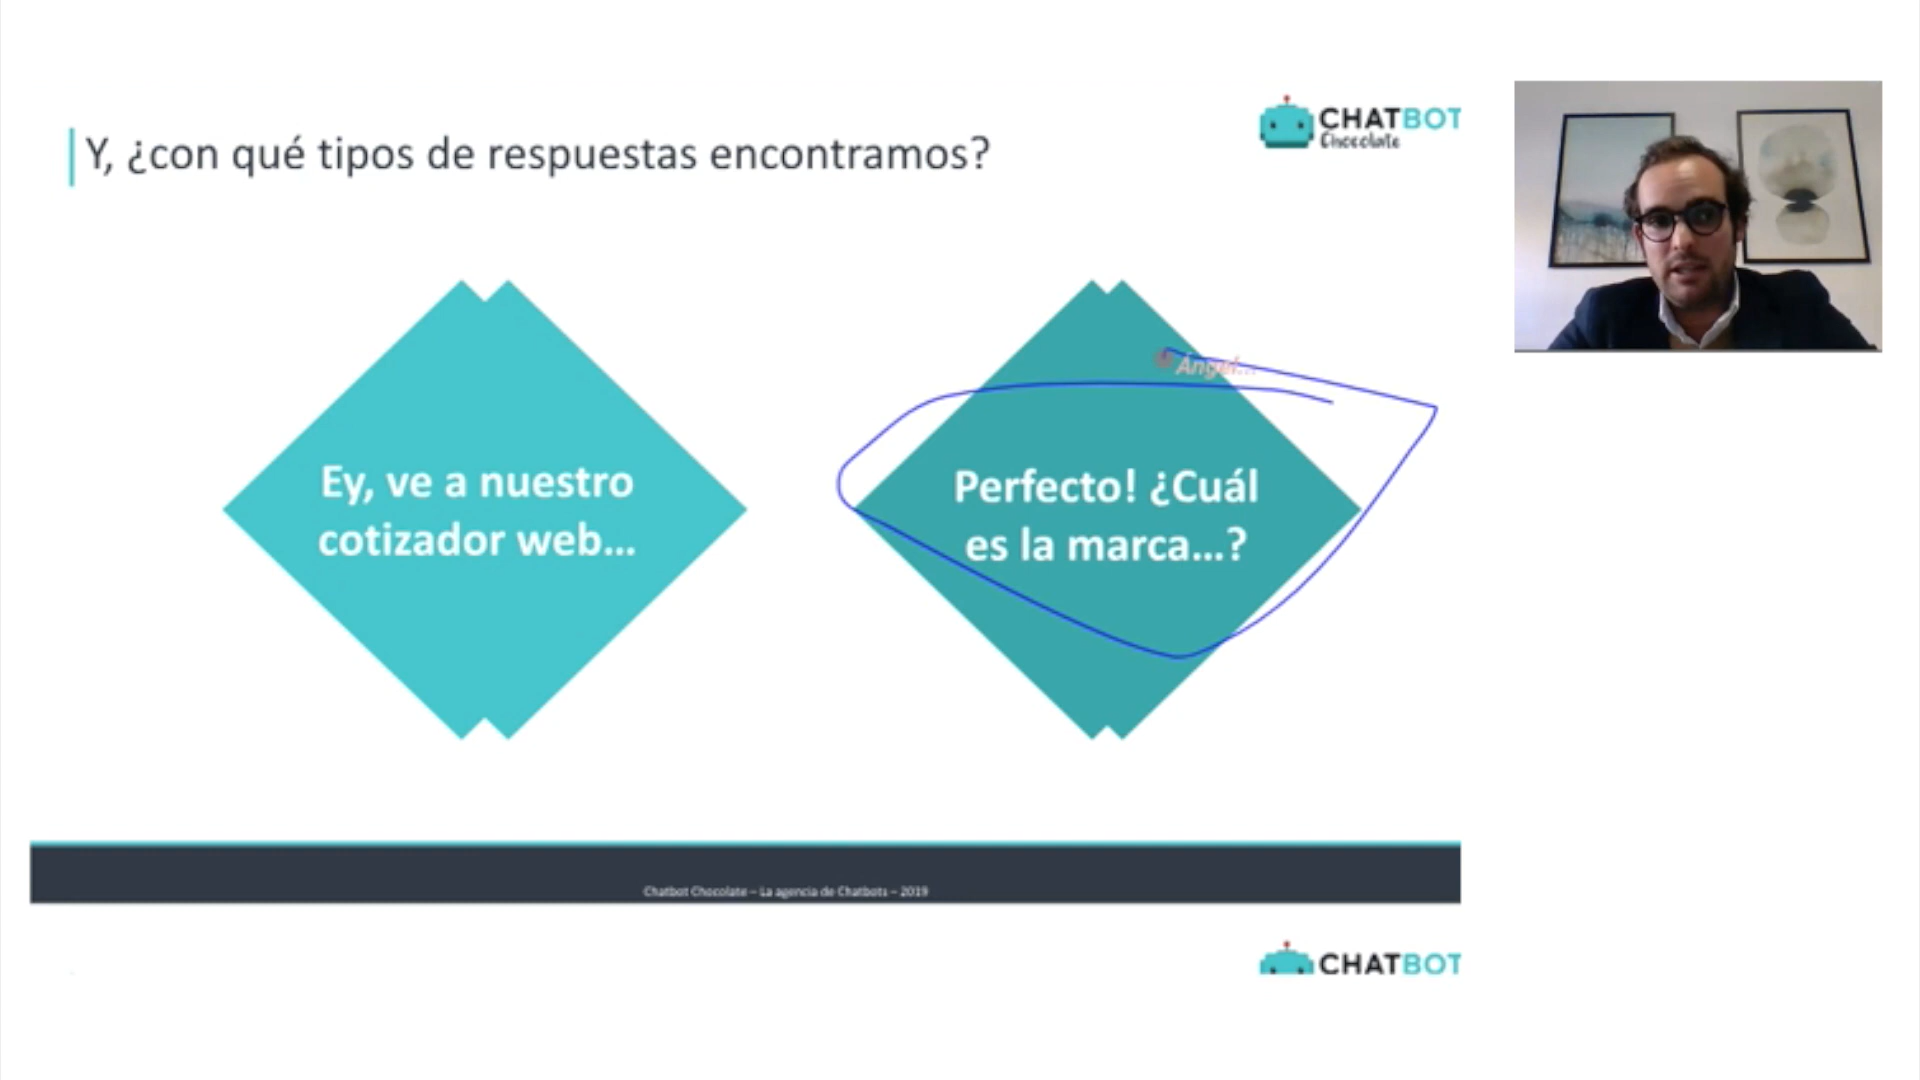 Y, ¿con qué tipos de respuestas encontramos?
CHATBOT
Chocolate
Angel...
Ey, ve a nuestro
cotizador web...
Perfecto! ¿Cuál
es la marca...?
Chatbot Chocolate – La agencia de Chatbots – 2019
CHATBOT